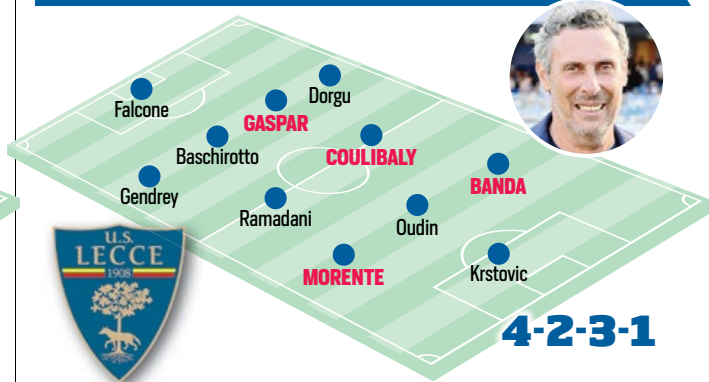 Falcone
GASPAR
Dorgu
Baschirotto
COULIBALY
Gendrey
BANDA
Ramadani
Oudin
MORENTE
Krstovic
U.S.
LECCE
1908
4-2-3-1